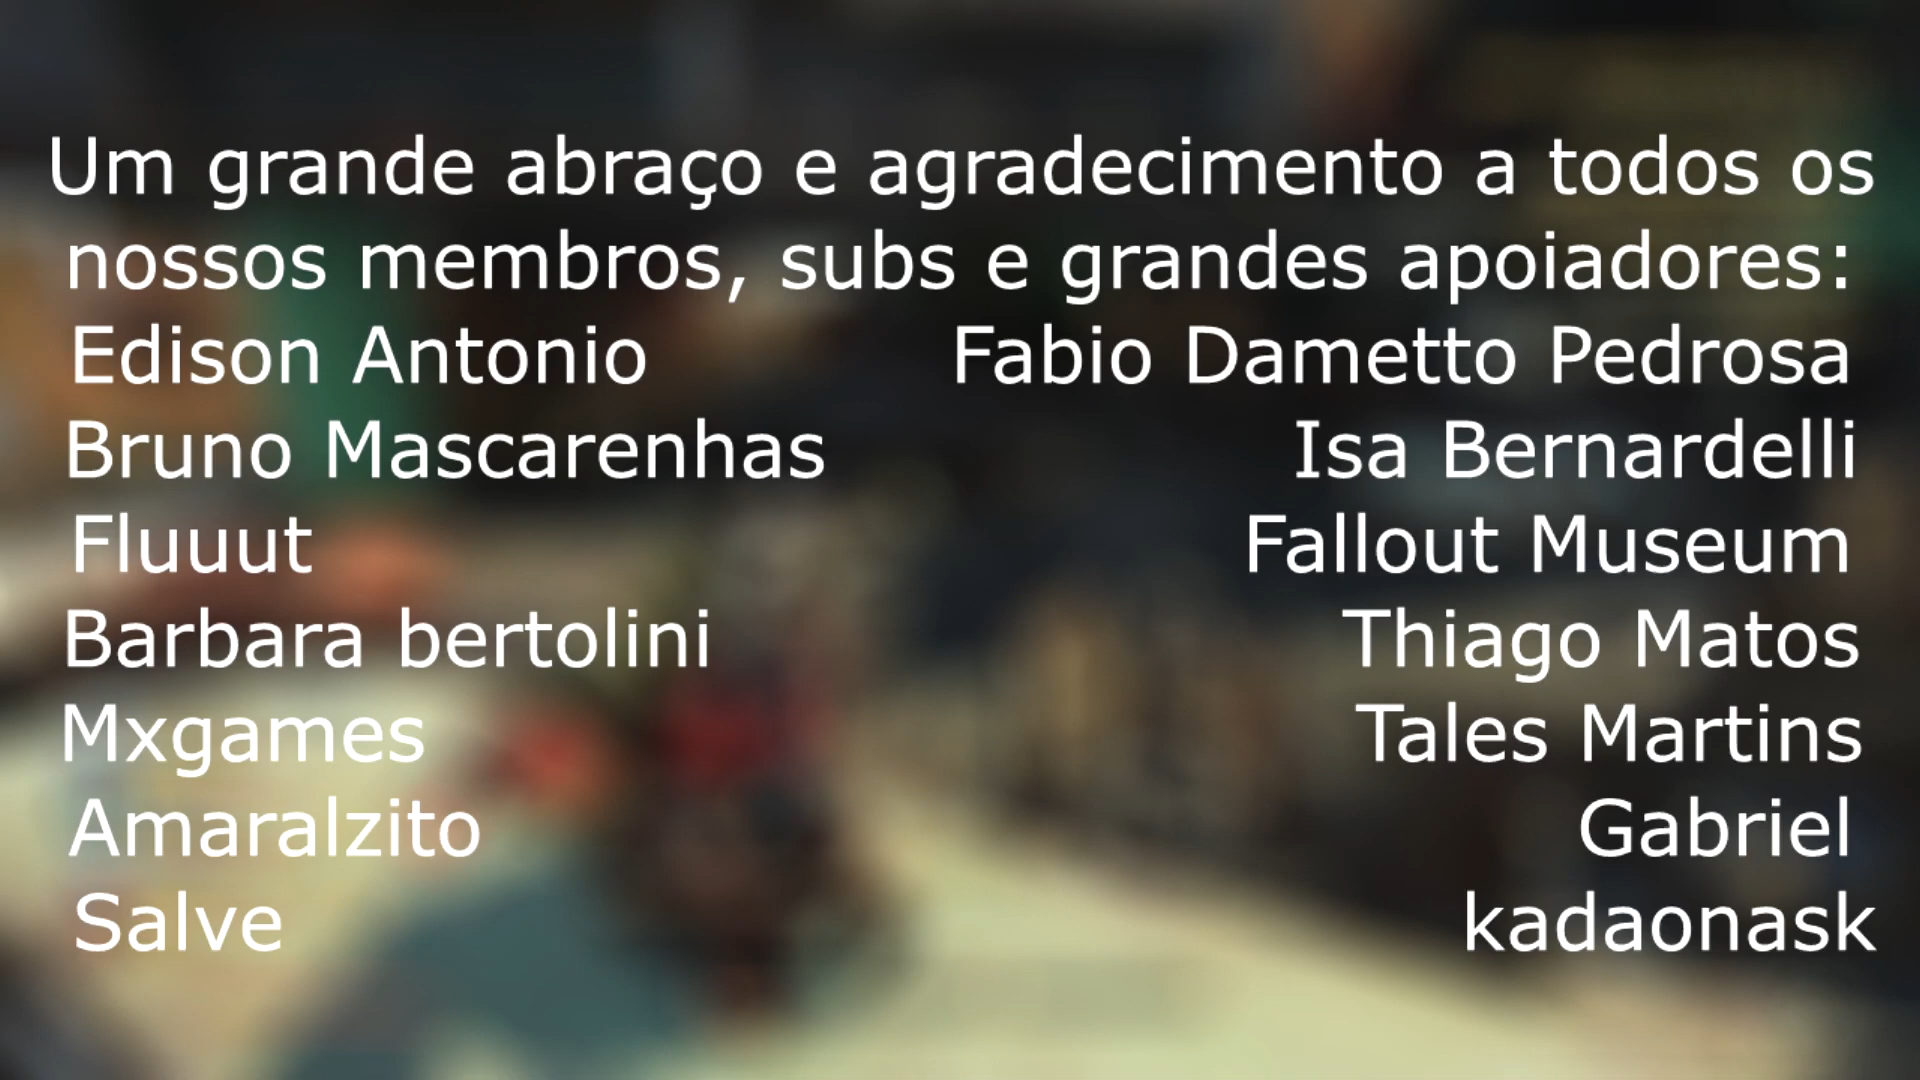 Um grande abraço e agradecimento a todos os
nossos membros, subs e grandes apoiadores:
Edison Antonio Fabio Dametto Pedrosa
Bruno Mascarenhas Isa Bernardelli
Fluuut Fallout Museum
Barbara bertolini Thiago Matos
Mxgames Tales Martins
Amaralzito Gabriel
Salve kadaonask